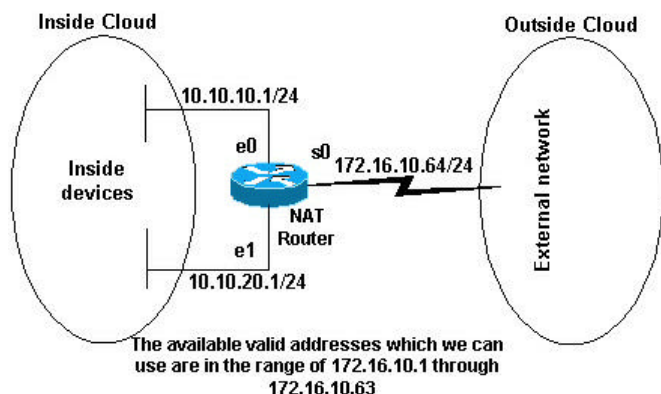 Inside Cloud
Outside Cloud
10.10.10.1/24
e0
s0
172.16.10.64/24
Inside
devices
NAT
Router
External network
e1
10.10.20.1/24
The available valid addresses which we can
use are in the range of 172.16.10.1 through
172.16.10.63